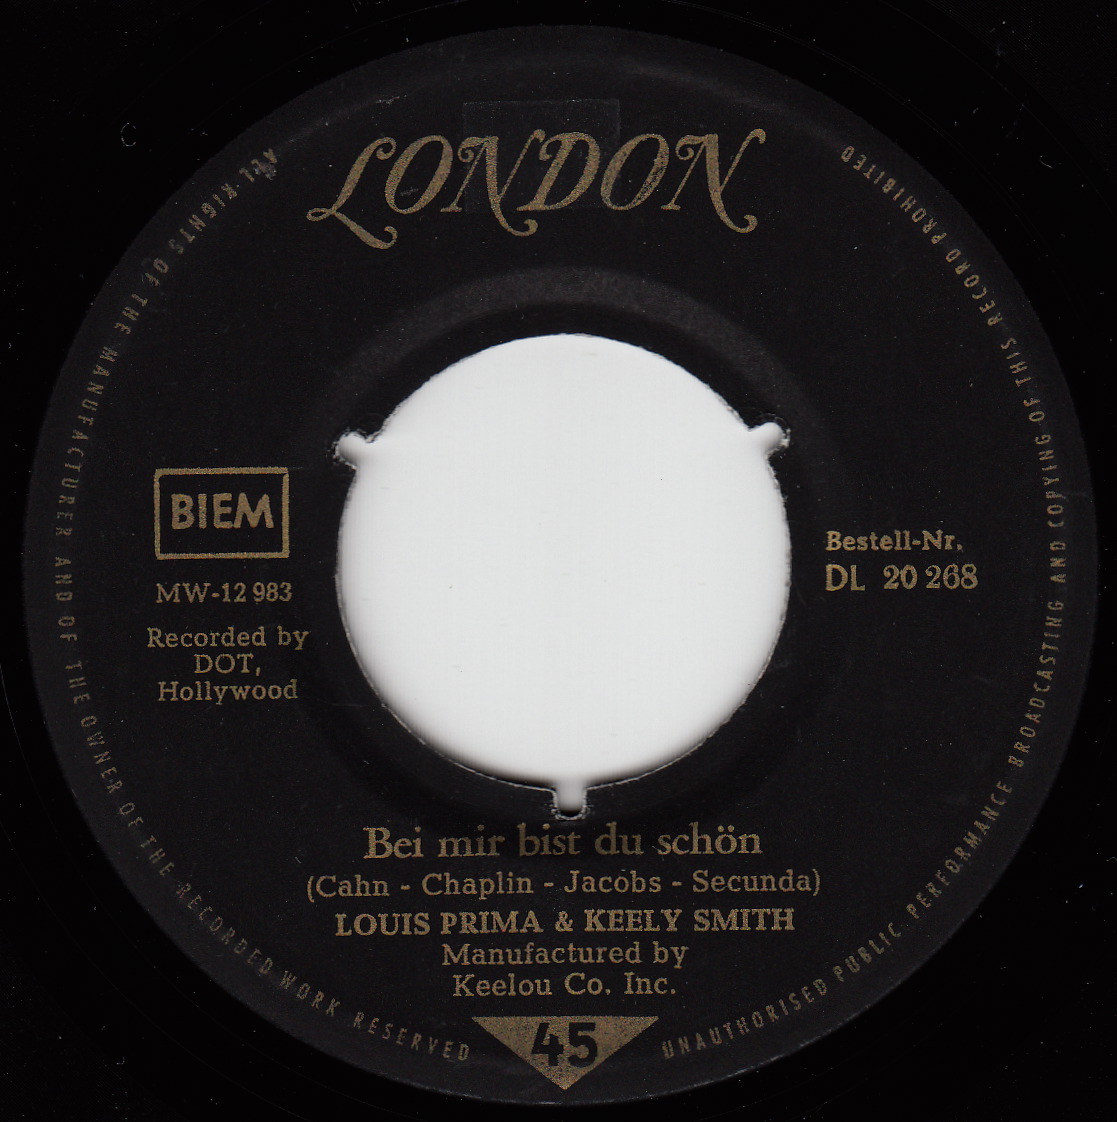 LONDON
ALL RIGHTS OF THE MANUFACTURER AND OF THE OWNER OF THE RECORDED WORK RESERVED
UNAUTHORISED PUBLIC PERFORMANCE BROADCASTING AND COPYING OF THIS RECORD PROHIBITED
BIEM
MW-12 983
Recorded by
DOT,
Hollywood
Bestell-Nr.
DL 20 268
Bei mir bist du schön
(Cahn - Chaplin - Jacobs - Secunda)
LOUIS PRIMA & KEELY SMITH
Manufactured by
Keelou Co. Inc.
45